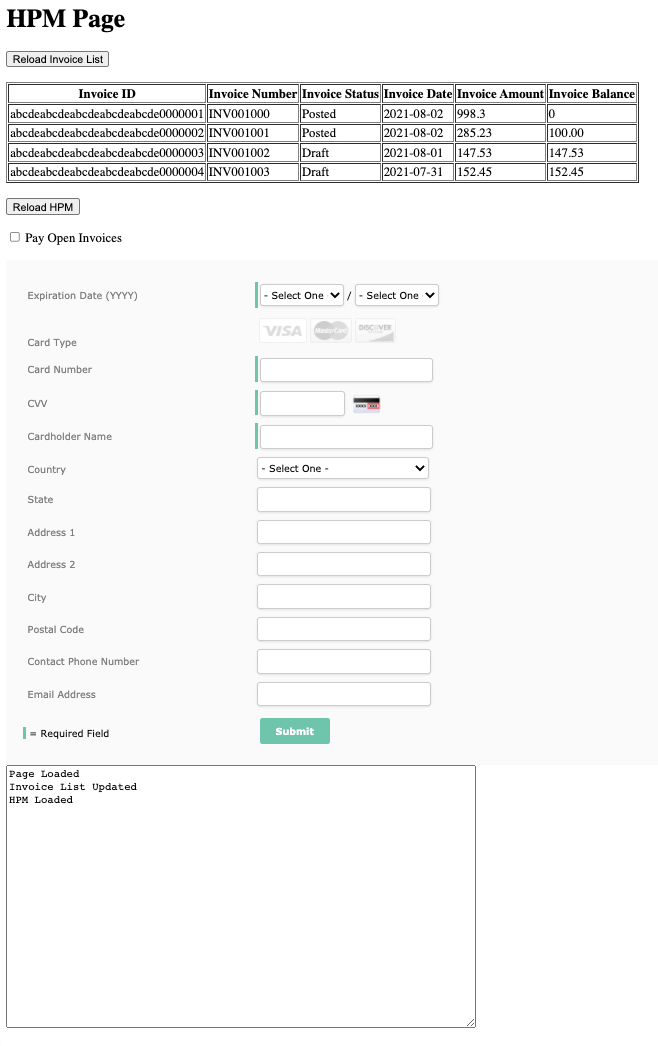 HPM Page
Reload Invoice List
Invoice ID Invoice Number Invoice Status Invoice Date Invoice Amount Invoice Balance
abcdeabcdeabcdeabcdeabcde0000001 INV001000 Posted 2021-08-02 998.3 0
abcdeabcdeabcdeabcdeabcde0000002 INV001001 Posted 2021-08-02 285.23 100.00
abcdeabcdeabcdeabcdeabcde0000003 INV001002 Draft 2021-08-01 147.53 147.53
abcdeabcdeabcdeabcdeabcde0000004 INV001003 Draft 2021-07-31 152.45 152.45
Reload HPM
Pay Open Invoices
Expiration Date (YYYY) - Select One / - Select One
Card Type VISA MasterCard DISCOVER
Card Number
CVV
Cardholder Name
Country - Select One -
State
Address 1
Address 2
City
Postal Code
Contact Phone Number
Email Address
= Required Field Submit
Page Loaded
Invoice List Updated
HPM Loaded